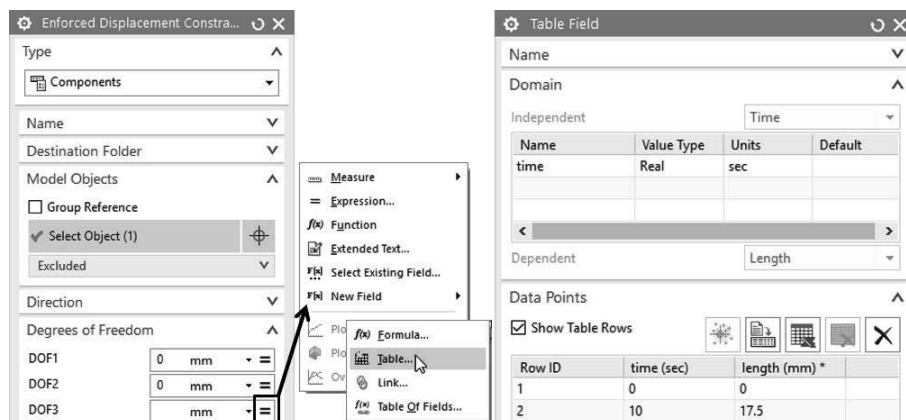 Enforced Displacement Constra...
Type
Components
Name
Destination Folder
Model Objects
Group Reference
Select Object (1)
Excluded
Direction
Degrees of Freedom
DOF1 0 mm =
DOF2 0 mm =
DOF3 mm =
Measure
= Expression...
f(x) Function
Extended Text...
F(x) Select Existing Field...
F(x) New Field
Plo
Plo
Ov
f(x) Formula...
Table...
Link...
f(x) Table Of Fields...
Table Field
Name
Domain
Independent Time
Name Value Type Units Default
time Real sec
Dependent Length
Data Points
Show Table Rows
Row ID time (sec) length (mm) *
1 0 0
2 10 17.5